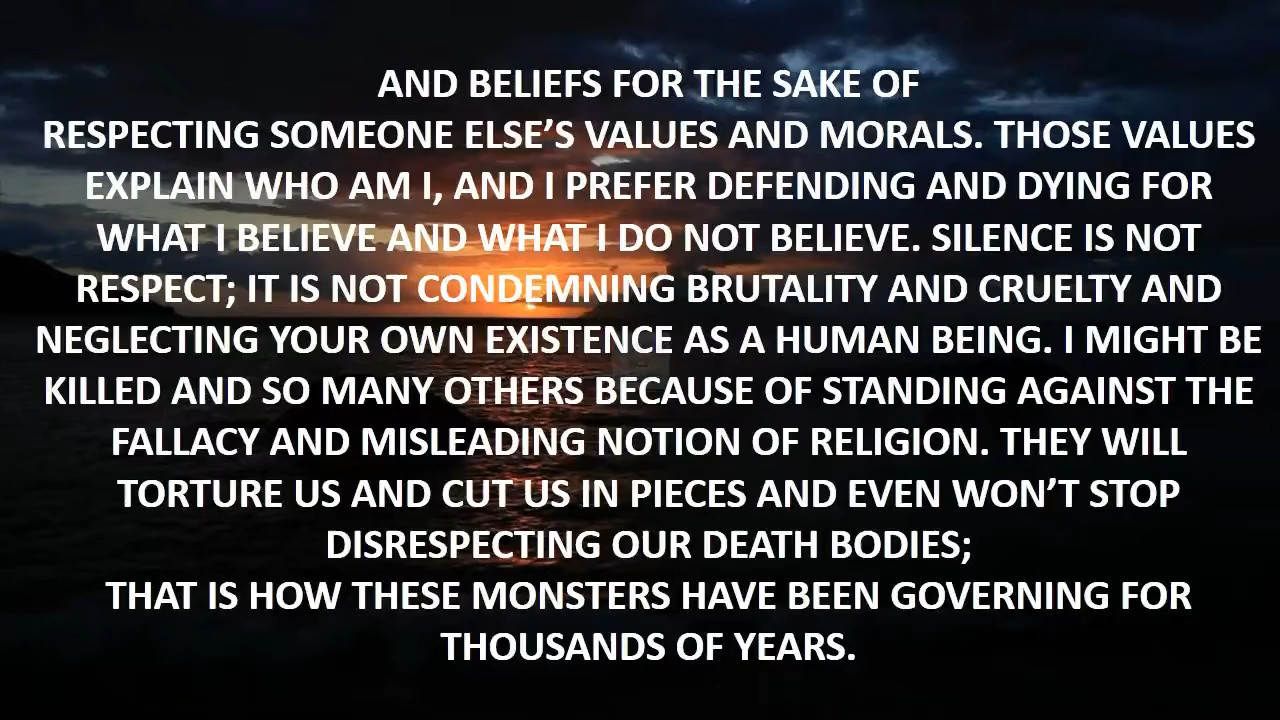 AND BELIEFS FOR THE SAKE OF
RESPECTING SOMEONE ELSE’S VALUES AND MORALS. THOSE VALUES
EXPLAIN WHO AM I, AND I PREFER DEFENDING AND DYING FOR
WHAT I BELIEVE AND WHAT I DO NOT BELIEVE. SILENCE IS NOT
RESPECT; IT IS NOT CONDEMNING BRUTALITY AND CRUELTY AND
NEGLECTING YOUR OWN EXISTENCE AS A HUMAN BEING. I MIGHT BE
KILLED AND SO MANY OTHERS BECAUSE OF STANDING AGAINST THE
FALLACY AND MISLEADING NOTION OF RELIGION. THEY WILL
TORTURE US AND CUT US IN PIECES AND EVEN WON’T STOP
DISRESPECTING OUR DEATH BODIES;
THAT IS HOW THESE MONSTERS HAVE BEEN GOVERNING FOR
THOUSANDS OF YEARS.